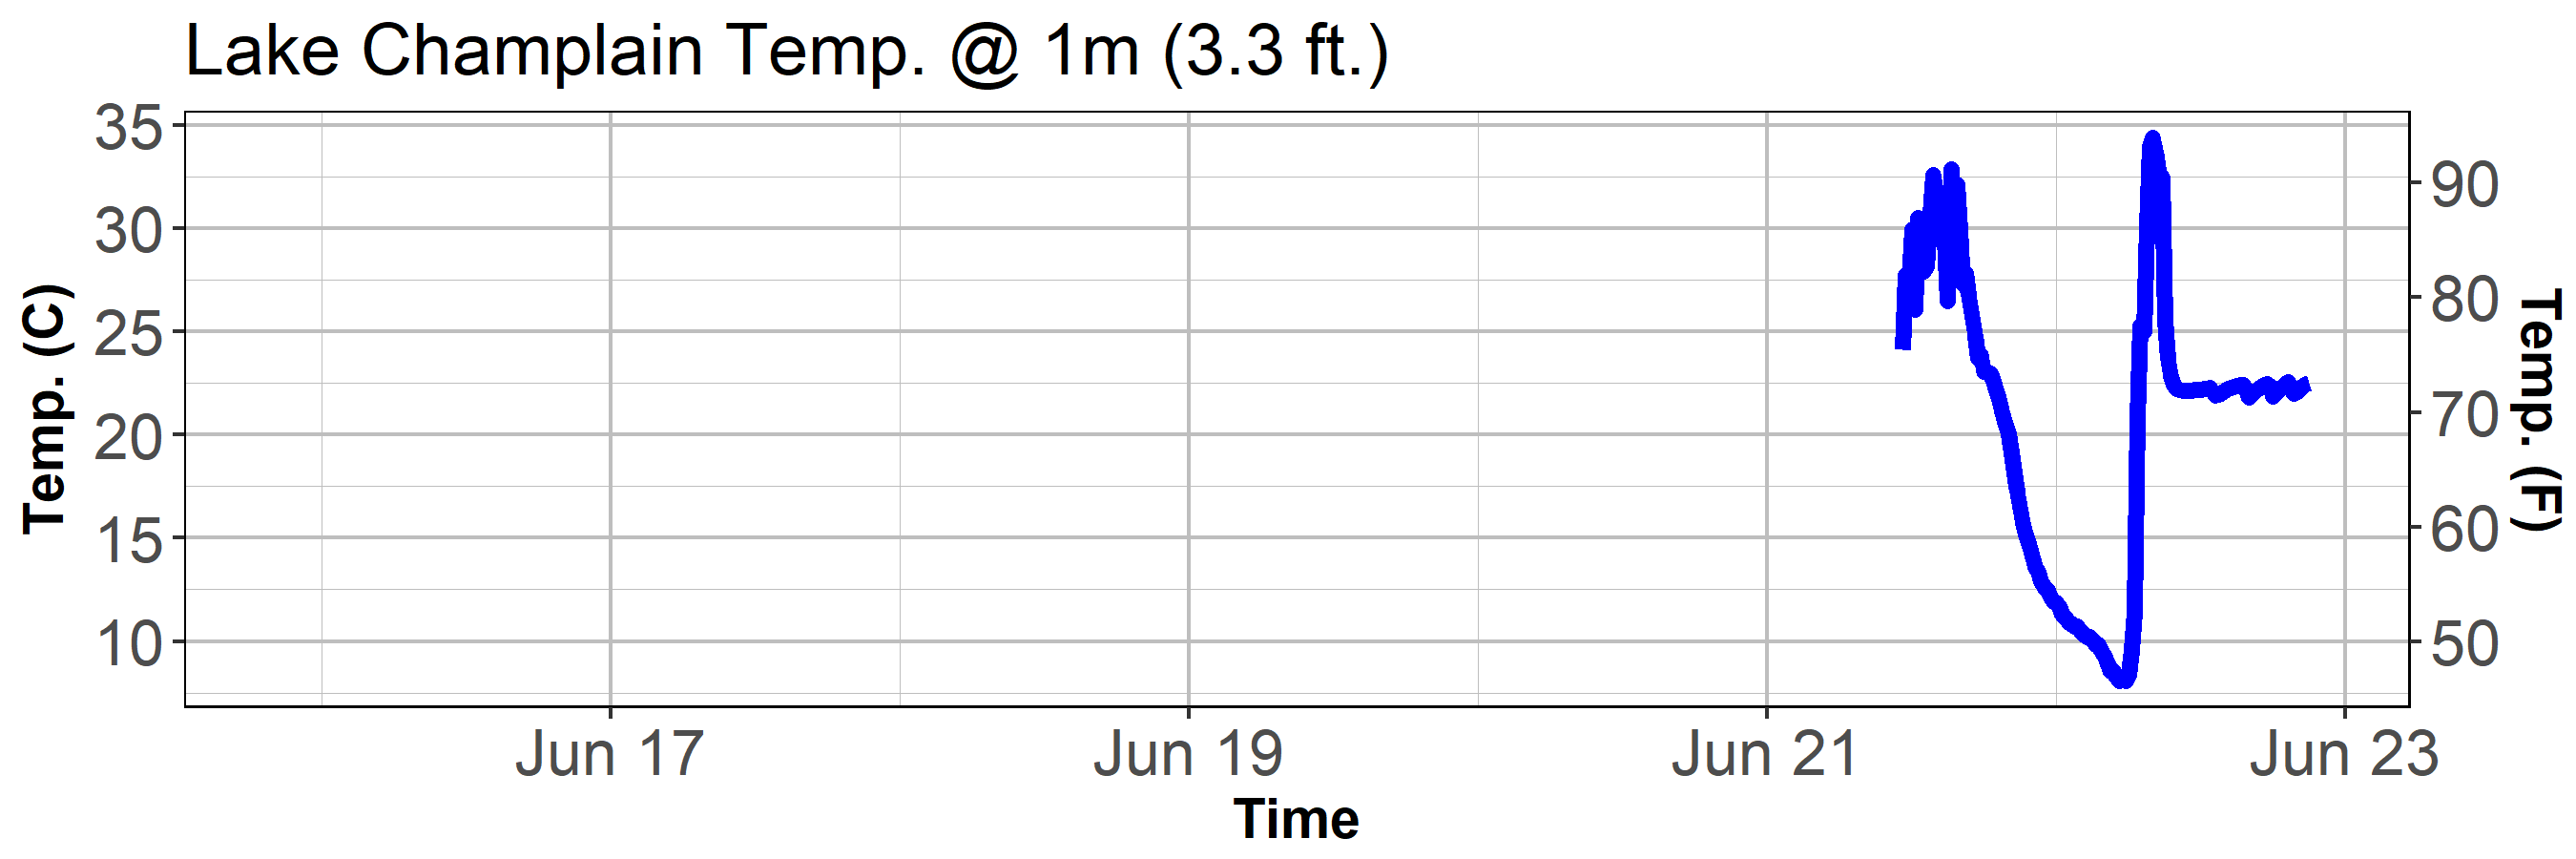 Lake Champlain Temp. @ 1m (3.3 ft.)
35
30
25
20
15
10
Temp. (C)
90
80
70
60
50
Temp. (F)
Jun 17
Jun 19
Jun 21
Jun 23
Time